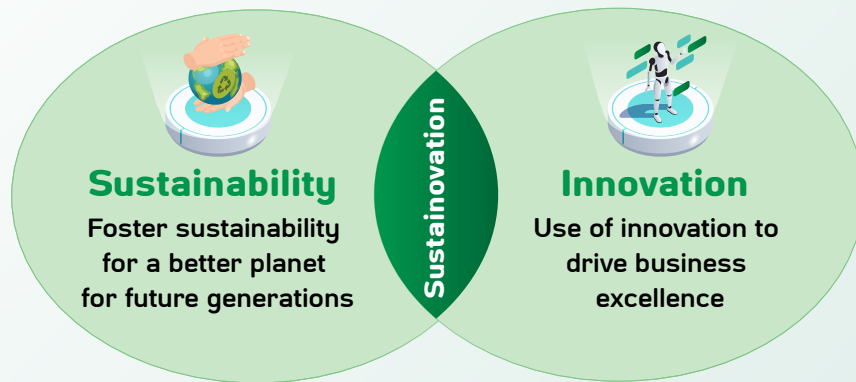 Sustainability
Foster sustainability
for a better planet
for future generations
Sustainovation
Innovation
Use of innovation to
drive business
excellence